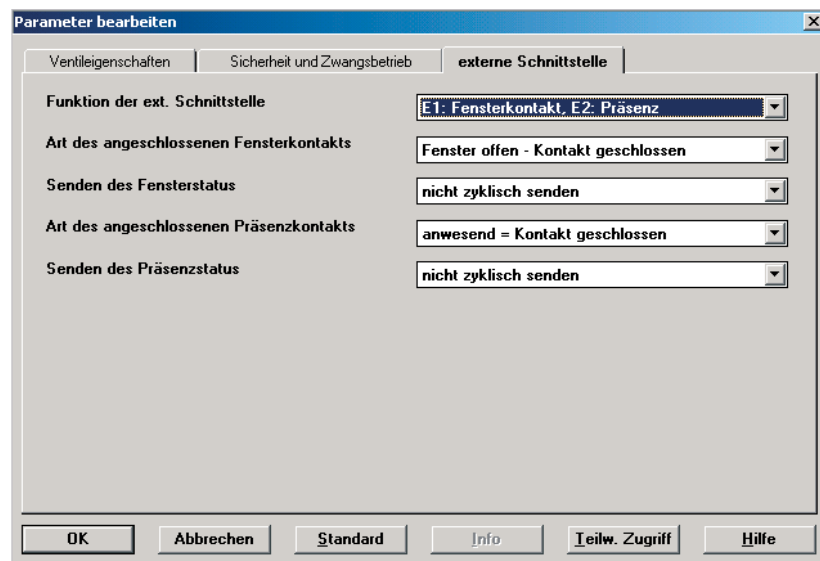 Parameter bearbeiten
Ventileigenschaften Sicherheit und Zwangsbetrieb externe Schnittstelle
Funktion der ext. Schnittstelle E1: Fensterkontakt, E2: Präsenz
Art des angeschlossenen Fensterkontakts Fenster offen - Kontakt geschlossen
Senden des Fensterstatus nicht zyklisch senden
Art des angeschlossenen Präsenzkontakts anwesend = Kontakt geschlossen
Senden des Präsenzstatus nicht zyklisch senden
OK Abbrechen Standard Info Teilw. Zugriff Hilfe